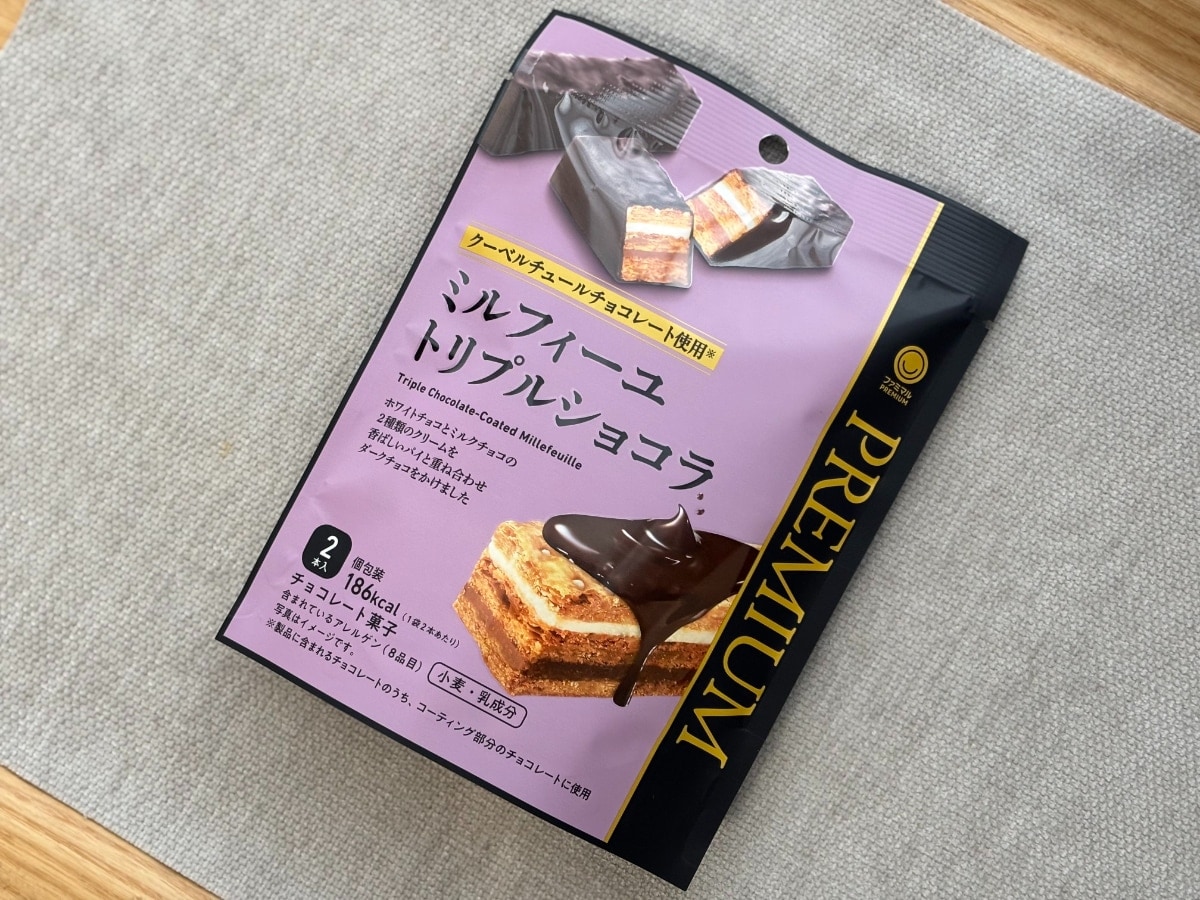 クーベルチュールチョコレート使用※
ミルフィーユ
トリプルショコラ
Triple Chocolate-Coated Millefeuille
ホワイトチョコとミルクチョコの
2種類のクリームを
香ばしいパイと重ね合わせ
ダークチョコをかけました
2
本入
個包装
186kcal(1袋2本あたり)
チョコレート菓子
含まれているアレルゲン(8品目) 小麦・乳成分
写真はイメージです。
※製品に含まれるチョコレートのうち、コーティング部分のチョコレートに使用
ファミマル
PREMIUM
PREMIUM